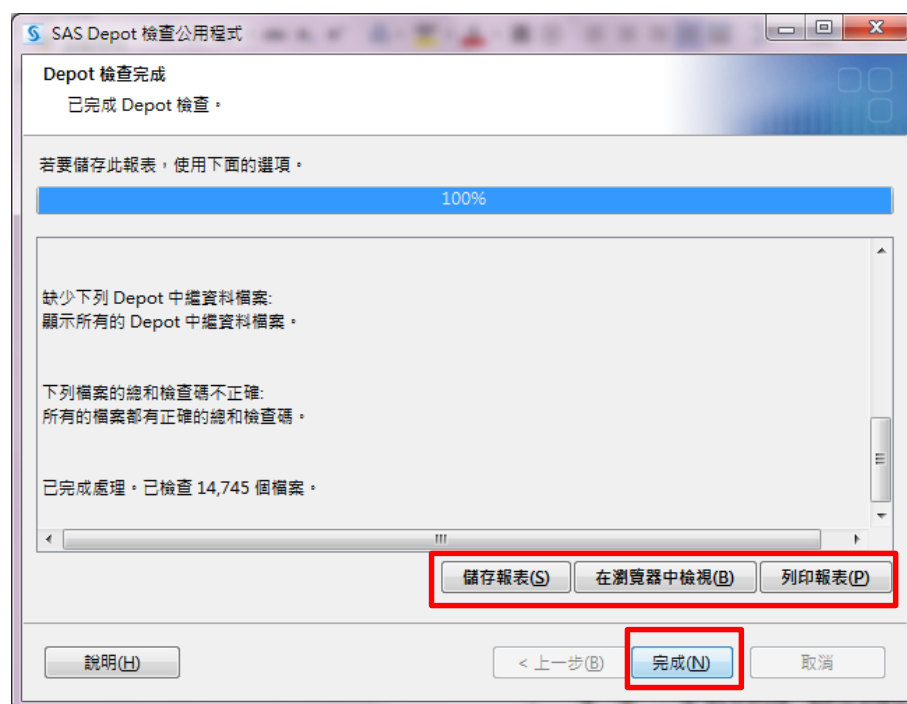 SAS Depot 檢查公用程式
Depot 檢查完成
已完成 Depot 檢查。
若要儲存此報表，使用下面的選項。
100%
缺少下列 Depot 中繼資料檔案:
顯示所有的 Depot 中繼資料檔案。
下列檔案的總和檢查碼不正確:
所有的檔案都有正確的總和檢查碼。
已完成處理。已檢查 14,745 個檔案。
儲存報表(S) 在瀏覽器中檢視(B) 列印報表(P)
說明(H) < 上一步(B) 完成(N) 取消